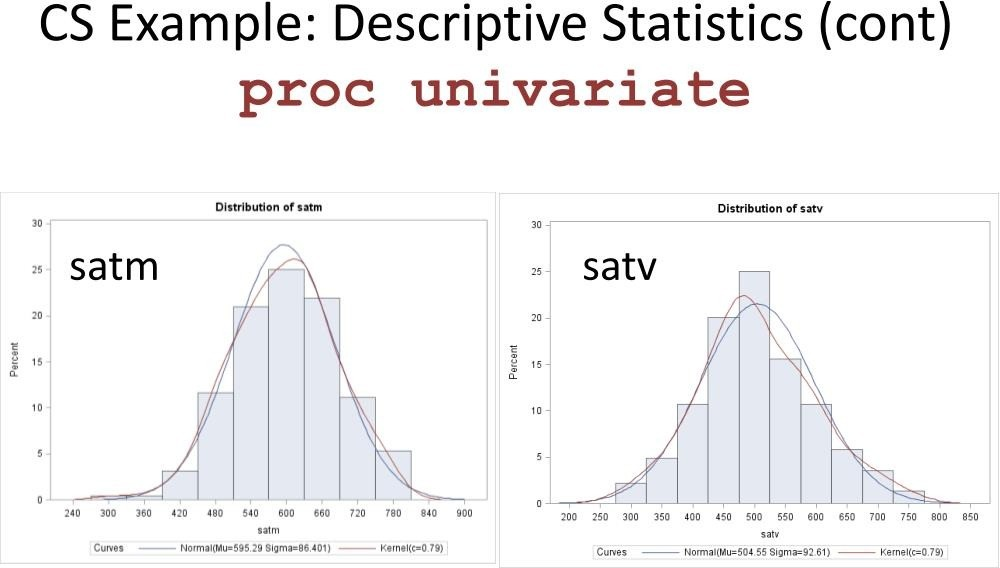 CS Example: Descriptive Statistics (cont)
proc univariate
Distribution of satm
satm
30
25
20
15
10
5
0
Percent
240 300 360 420 480 540 600 660 720 780 840 900
satm
Curves Normal(Mu=595.29 Sigma=86.401) Kernel(c=0.79)
Distribution of satv
satv
30
25
20
15
10
5
0
Percent
200 250 300 350 400 450 500 550 600 650 700 750 800 850
satv
Curves Normal(Mu=504.55 Sigma=92.61) Kernel(c=0.79)